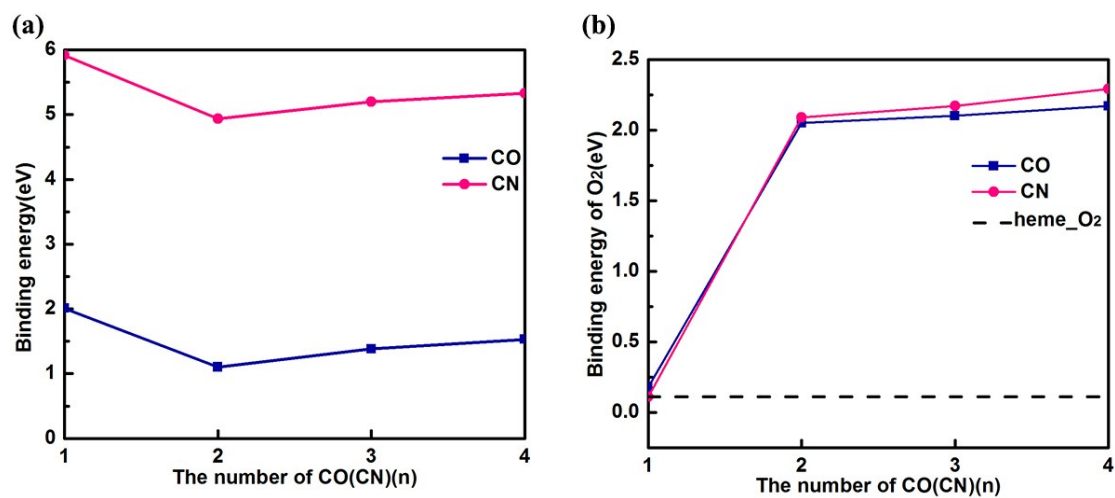 (a)
6
5
4
3
2
1
0
Binding energy(eV)
CO
CN
1 2 3 4
The number of CO(CN)(n)
(b)
2.5
2.0
1.5
1.0
0.5
0.0
Binding energy of O₂(eV)
CO
CN
heme_O₂
1 2 3 4
The number of CO(CN)(n)